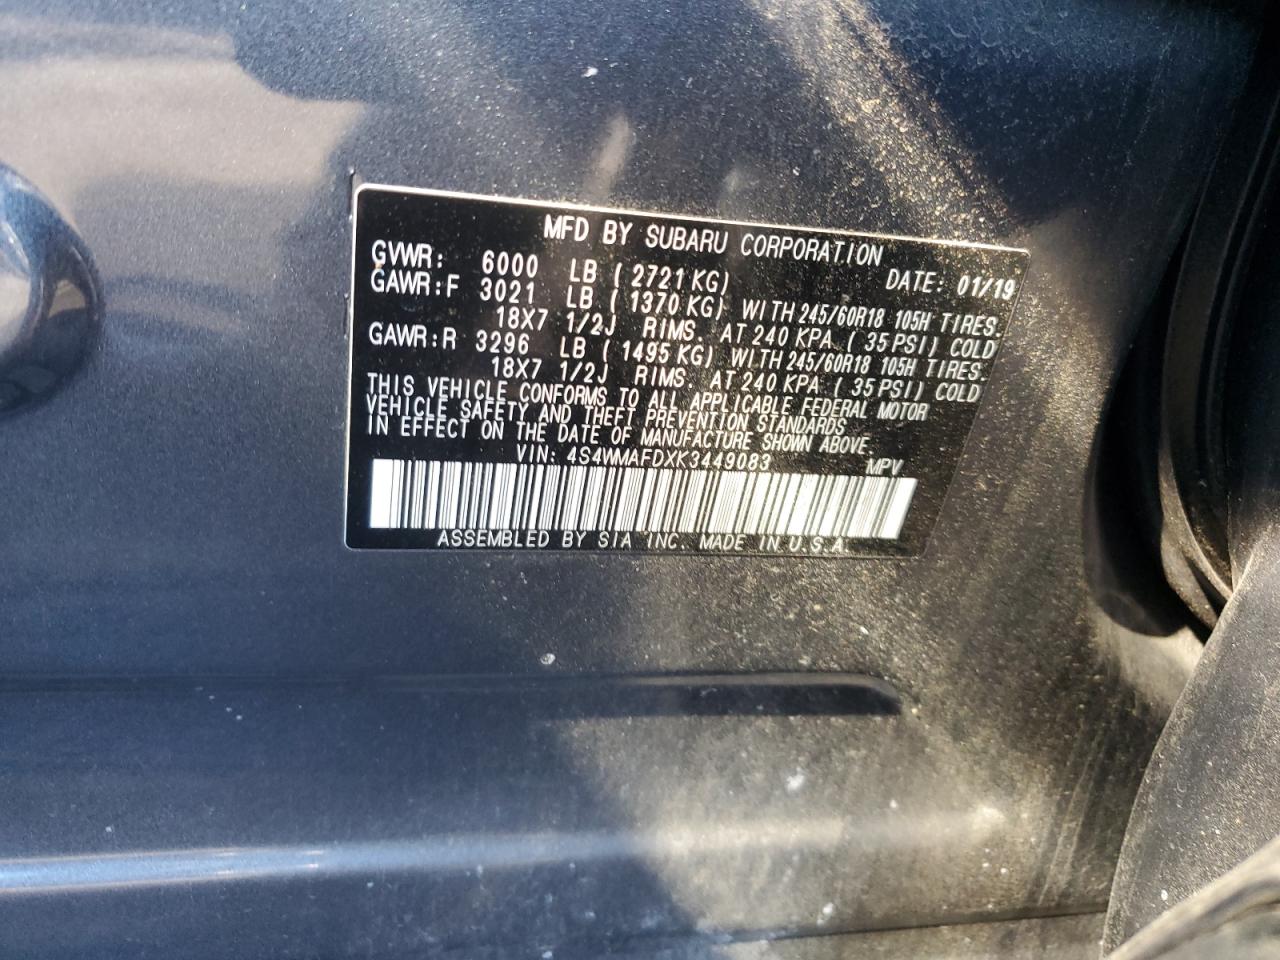 MFD BY SUBARU CORPORATION
GVWR: 6000 LB ( 2721 KG) DATE: 01/19
GAWR:F 3021 LB ( 1370 KG) WITH 245/60R18 105H TIRES.
18X7 1/2J RIMS. AT 240 KPA ( 35 PSI) COLD
GAWR:R 3296 LB ( 1495 KG) WITH 245/60R18 105H TIRES.
18X7 1/2J RIMS. AT 240 KPA ( 35 PSI) COLD
THIS VEHICLE CONFORMS TO ALL APPLICABLE FEDERAL MOTOR
VEHICLE SAFETY AND THEFT PREVENTION STANDARDS
IN EFFECT ON THE DATE OF MANUFACTURE SHOWN ABOVE.
VIN: 4S4WMAFDXK3449083 MPV
ASSEMBLED BY SIA INC. MADE IN U.S.A.